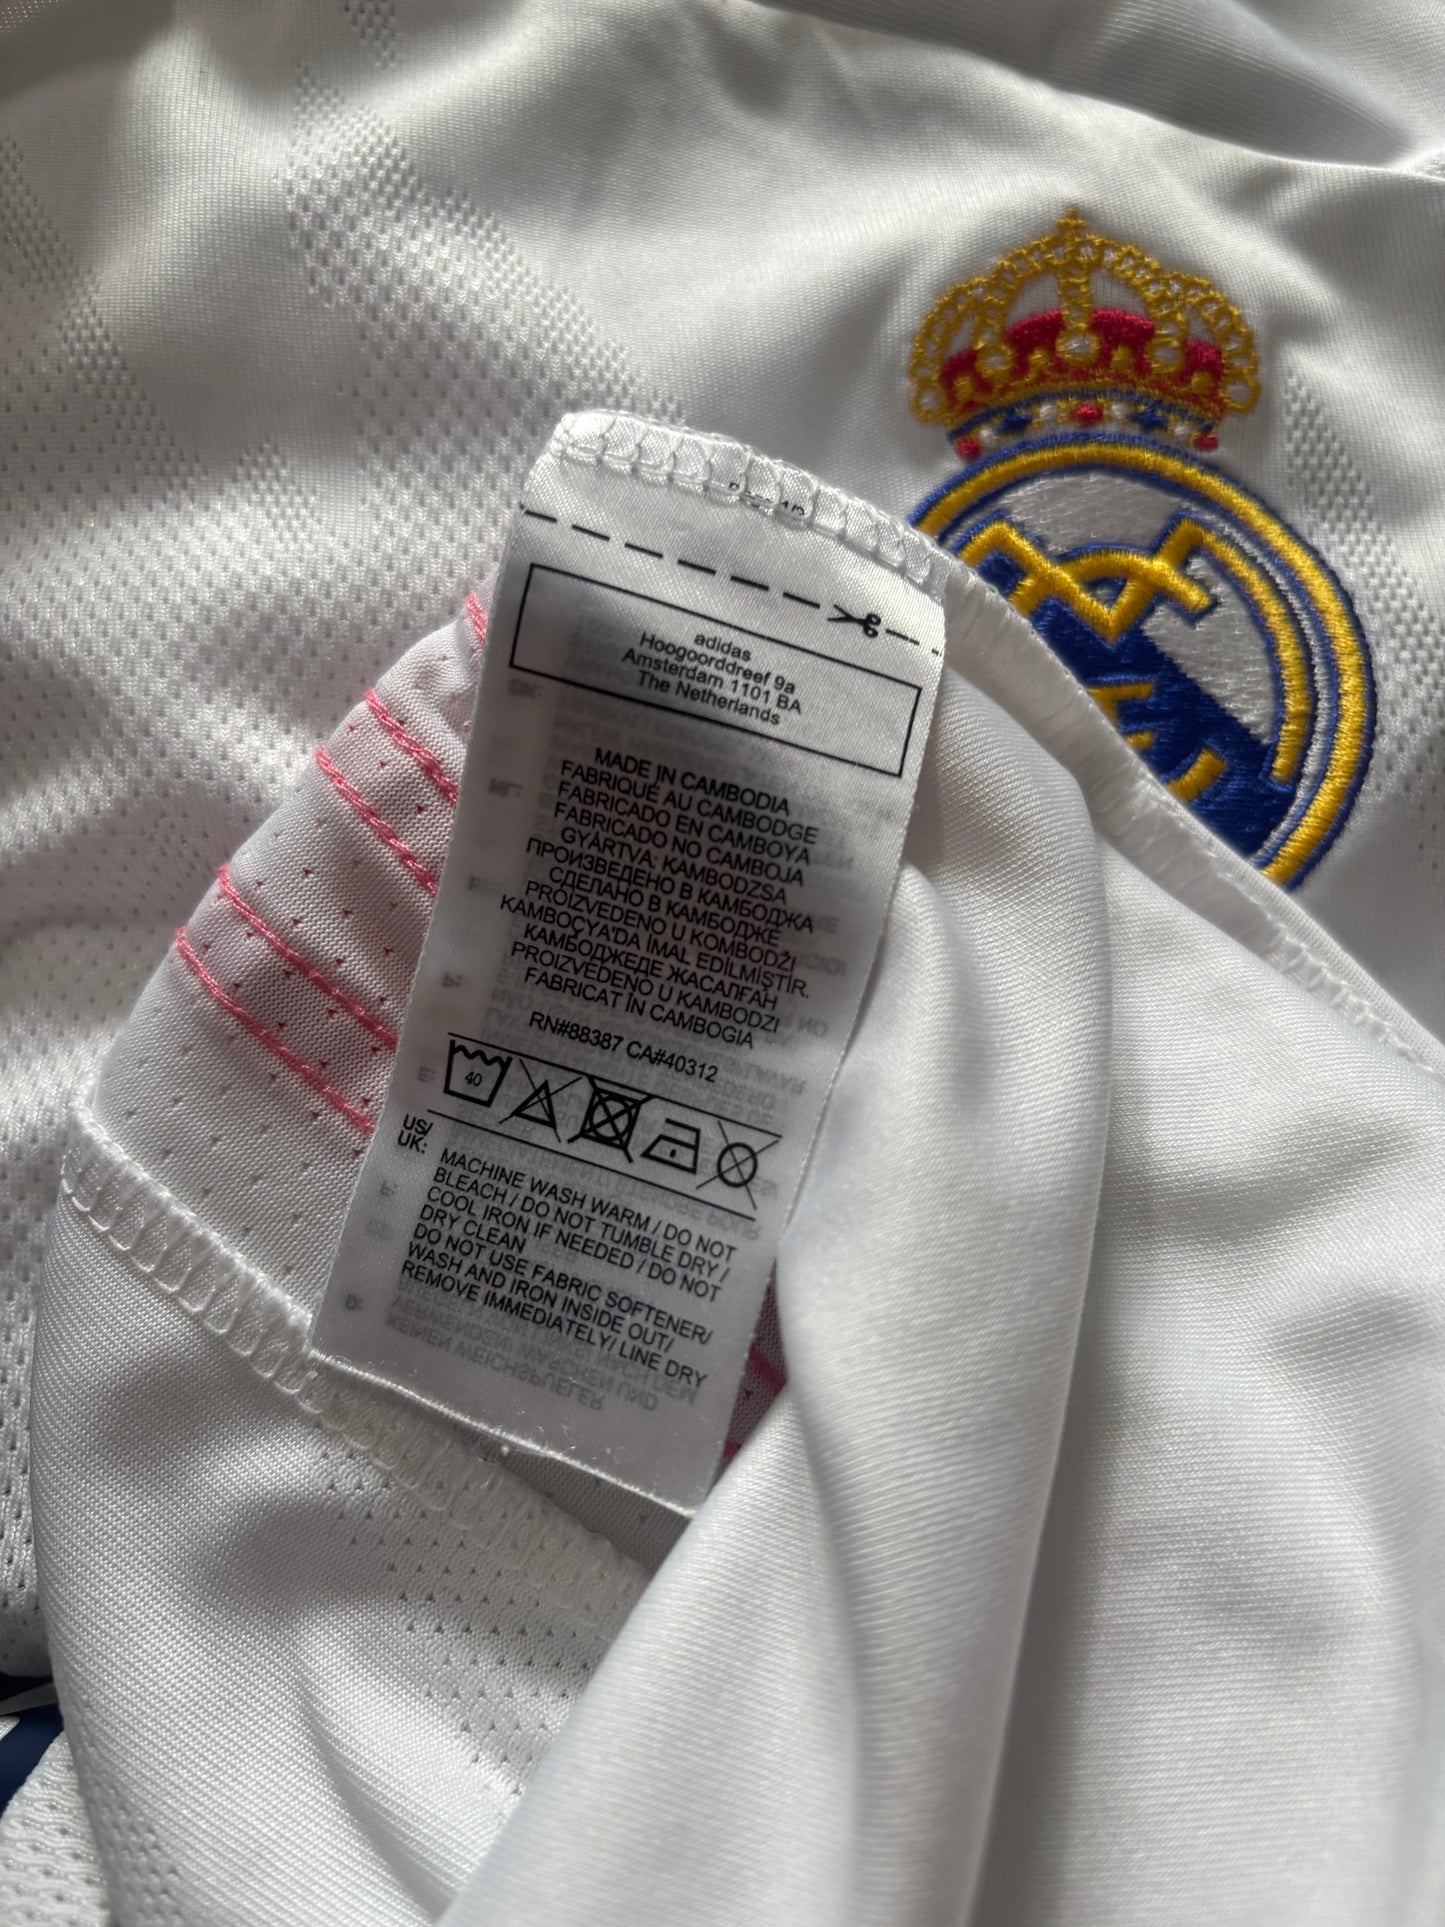 adidas
Hoogoorddreef 9a
Amsterdam 1101 BA
The Netherlands
MADE IN CAMBODIA
FABRIQUÉ AU CAMBODGE
FABRICADO EN CAMBOYA
FABRICADO NO CAMBOJA
GYÁRTVA: KAMBODZSA
ПРОИЗВЕДЕНО В КАМБОДЖА
СДЕЛАНО В КАМБОДЖЕ
PROIZVEDENO U KOMBODŽI
KAMBOÇYA'DA İMAL EDİLMİŞTİR.
КАМБОДЖЕДЕ ЖАСАЛҒАН
PROIZVEDENO U KAMBODZI
FABRICAT ÎN CAMBOGIA
RN#88387 CA#40312
40
US/
UK:
MACHINE WASH WARM / DO NOT
BLEACH / DO NOT TUMBLE DRY /
COOL IRON IF NEEDED / DO NOT
DRY CLEAN
DO NOT USE FABRIC SOFTENER/
WASH AND IRON INSIDE OUT/
REMOVE IMMEDIATELY/ LINE DRY